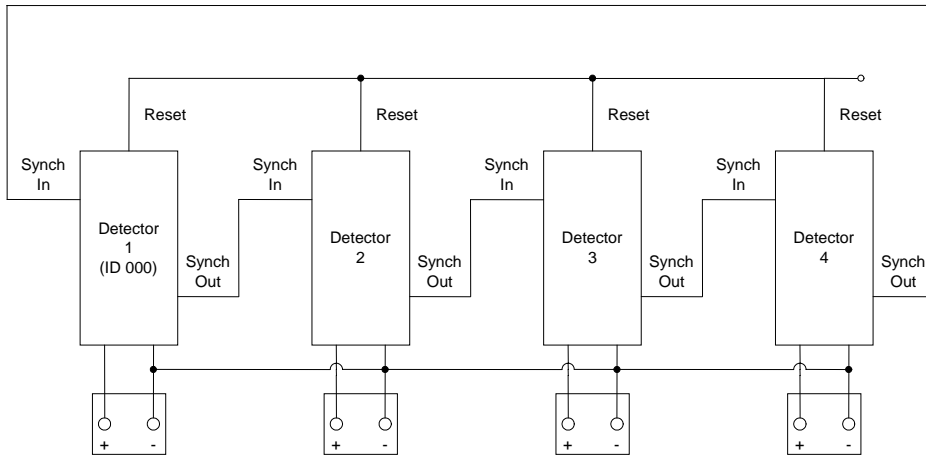 Reset
Reset
Reset
Reset
Synch
In
Synch
In
Synch
In
Synch
In
Detector
1
(ID 000)
Detector
2
Detector
3
Detector
4
Synch
Out
Synch
Out
Synch
Out
Synch
Out
+ -
+ -
+ -
+ -